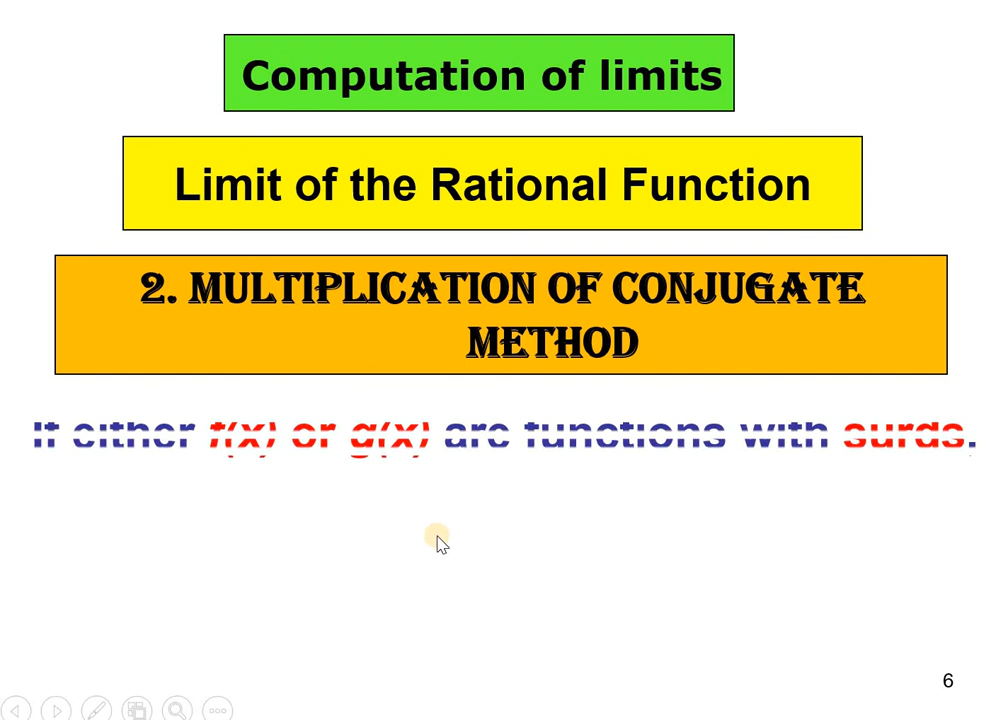 Computation of limits
Limit of the Rational Function
2. MULTIPLICATION OF CONJUGATE
METHOD
If either f(x) or g(x) are functions with surds.
6